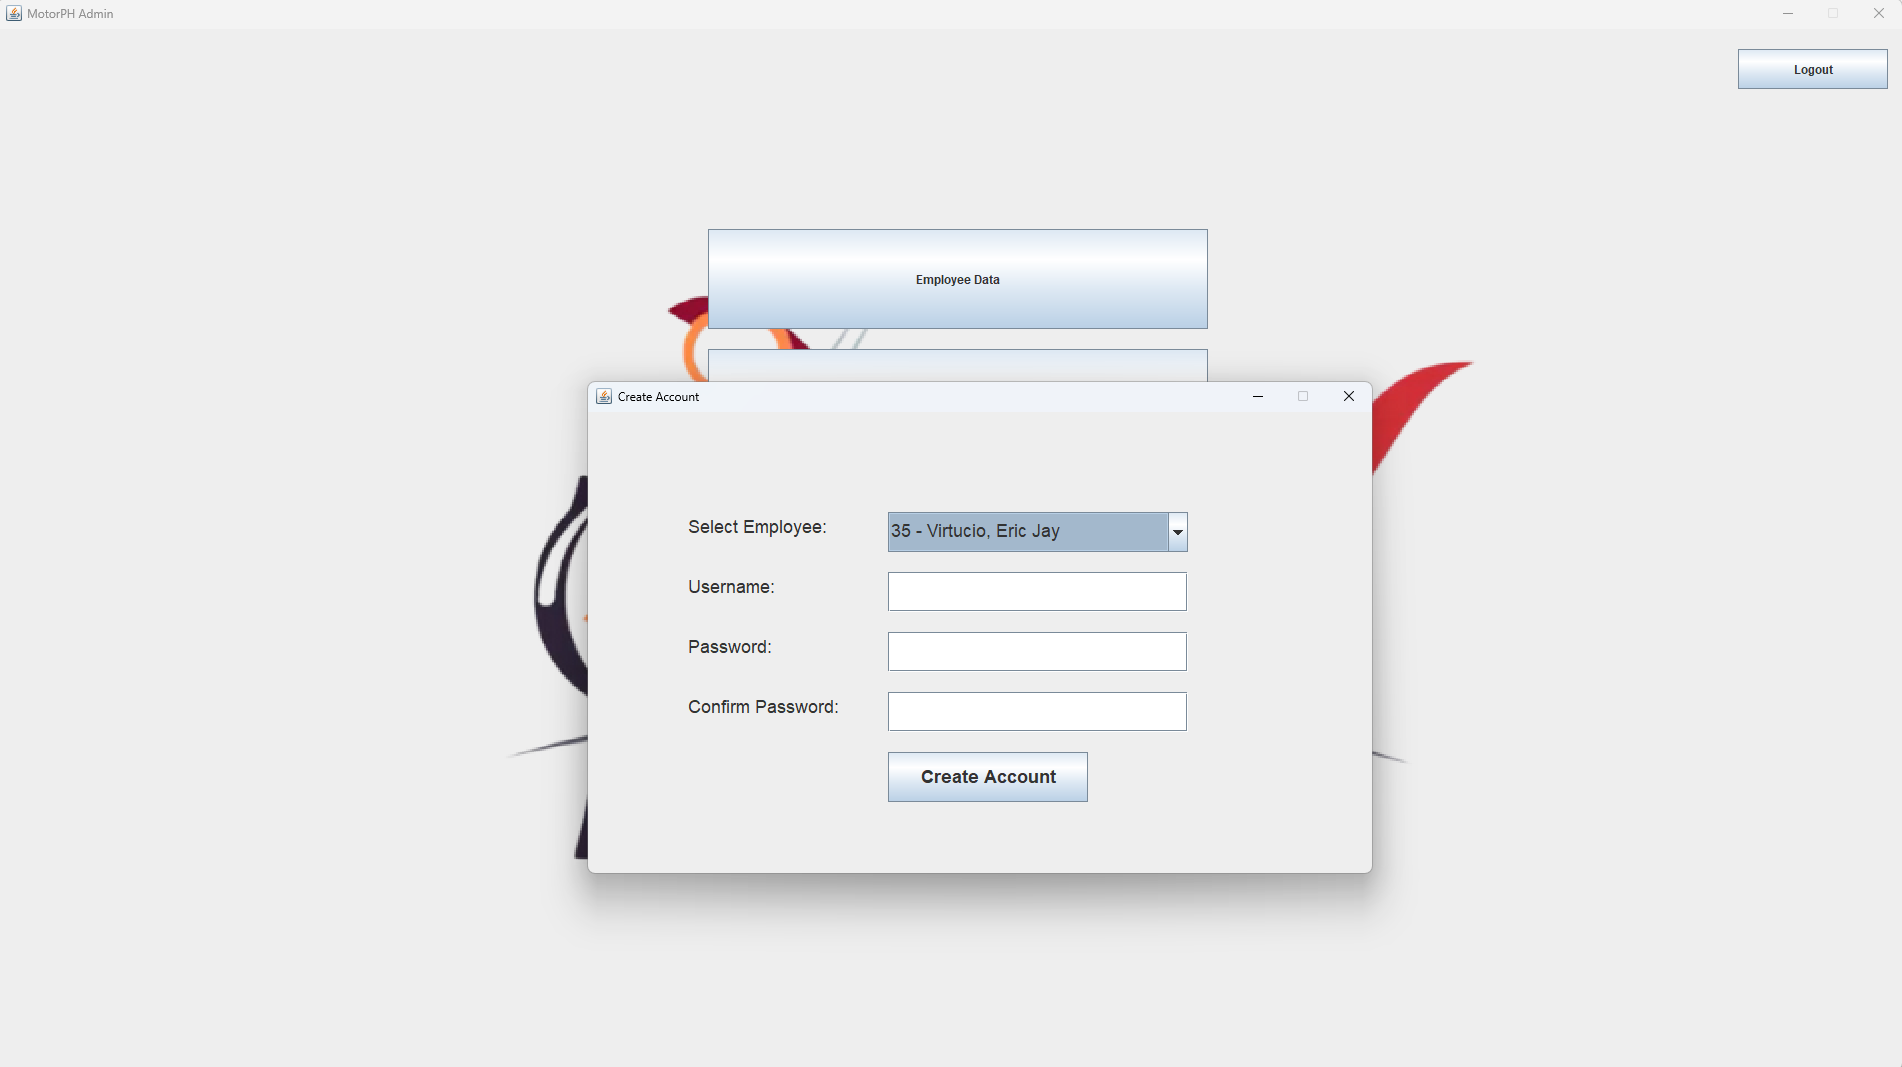 MotorPH Admin
Logout
Employee Data
Create Account
Select Employee:
35 - Virtucio, Eric Jay
Username:
Password:
Confirm Password:
Create Account